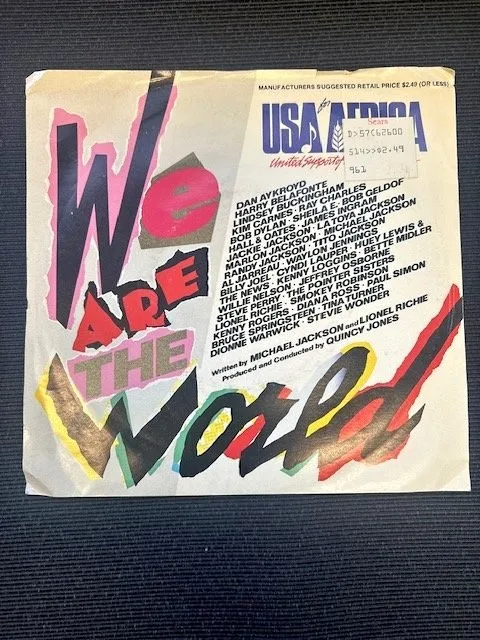 MANUFACTURERS SUGGESTED RETAIL PRICE $2.49 (OR LESS)
We
ARE
THE
World
USA for AFRICA
United Support of
Sears
D>57C62600
514>>02.49
961
DAN AYKROYD
HARRY BELAFONTE
LINDSEY BUCKINGHAM
KIM CARNES · RAY CHARLES
BOB DYLAN · SHEILA E. · BOB GELDOF
HALL & OATES · JAMES INGRAM
JACKIE JACKSON · LA TOYA JACKSON
MARLON JACKSON · MICHAEL JACKSON
RANDY JACKSON · TITO JACKSON
AL JARREAU · WAYLON JENNINGS
BILLY JOEL · CYNDI LAUPER · HUEY LEWIS &
THE NEWS · KENNY LOGGINS · BETTE MIDLER
WILLIE NELSON · JEFFREY OSBORNE
STEVE PERRY · THE POINTER SISTERS
LIONEL RICHIE · SMOKEY ROBINSON
KENNY ROGERS · DIANA ROSS · PAUL SIMON
BRUCE SPRINGSTEEN · TINA TURNER
DIONNE WARWICK · STEVIE WONDER
Written by MICHAEL JACKSON and LIONEL RICHIE
Produced and Conducted by QUINCY JONES